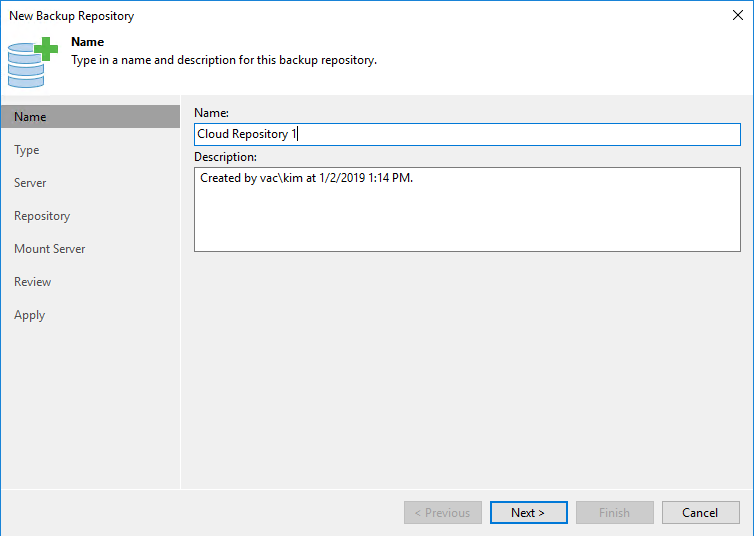 New Backup Repository
Name
Type in a name and description for this backup repository.
Name
Type
Server
Repository
Mount Server
Review
Apply
Name:
Cloud Repository 1
Description:
Created by vac\kim at 1/2/2019 1:14 PM.
< Previous
Next >
Finish
Cancel